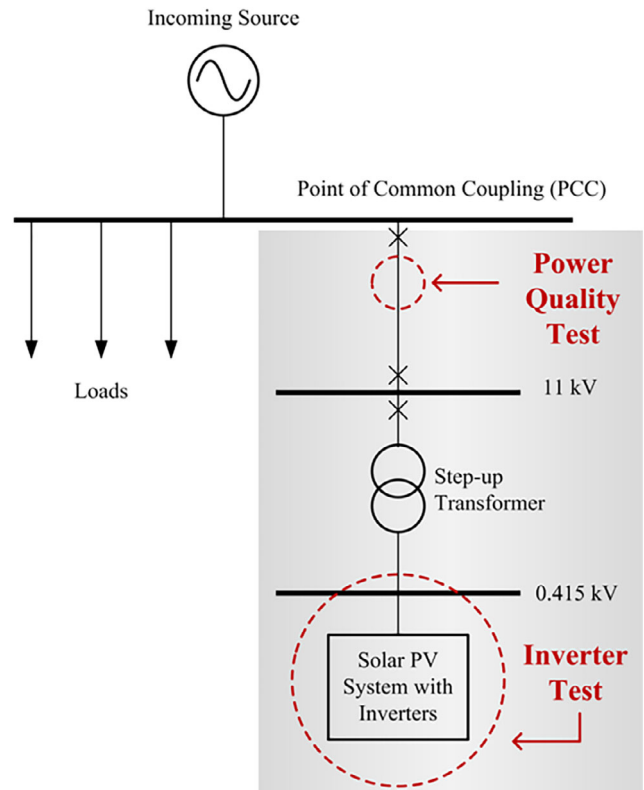 Incoming Source
Point of Common Coupling (PCC)
Power
Quality
Test
Loads
11 kV
Step-up
Transformer
0.415 kV
Solar PV
System with
Inverters
Inverter
Test